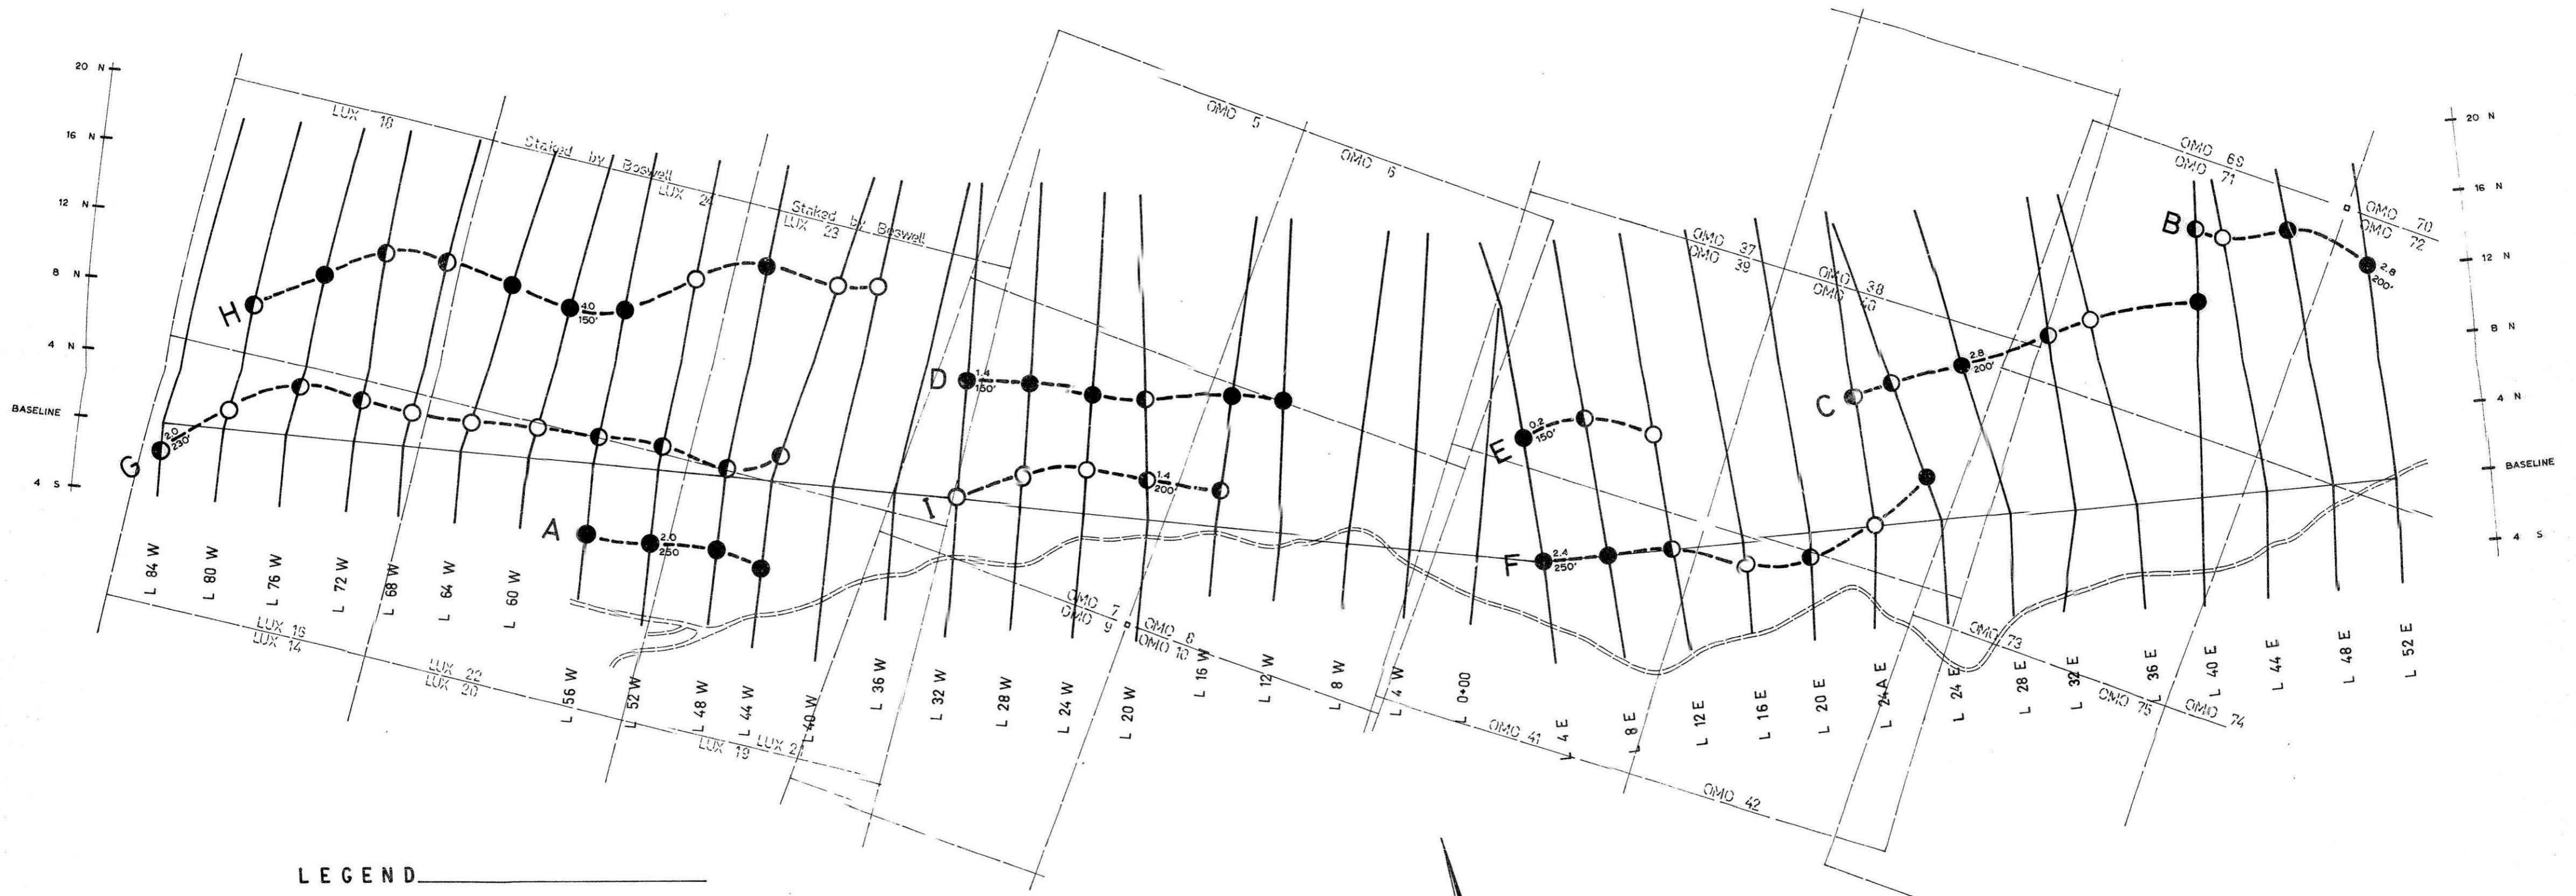 20 N
16 N
12 N
8 N
4 N
BASELINE
4 S
LUX 18
Staked by Boswell
LUX 24
Staked by Boswell
LUX 23
OMO 5
OMO 6
OMO 37
OMO 39
OMO 38
OMO 40
OMO 69
OMO 71
OMO 70
OMO 72
20 N
16 N
12 N
8 N
4 N
BASELINE
4 S
H
4.0
150'
G
2.0
230'
A
2.0
250
D
1.4
150'
I
1.4
200'
E
0.2
150'
F
2.4
250'
C
2.8
200'
B
2.8
200'
OMO 7
OMO 9
OMO 8
OMO 10
OMO 73
OMO 75
OMO 74
OMO 41
OMO 42
LUX 16
LUX 14
LUX 22
LUX 20
LUX 21
LUX 19
L 84 W
L 80 W
L 76 W
L 72 W
L 68 W
L 64 W
L 60 W
L 56 W
L 52 W
L 48 W
L 44 W
L 40 W
L 36 W
L 32 W
L 28 W
L 24 W
L 20 W
L 16 W
L 12 W
L 8 W
L 4 W
L 0+00
L 4 E
L 8 E
L 12 E
L 16 E
L 20 E
L 24A E
L 24 E
L 28 E
L 32 E
L 36 E
L 40 E
L 44 E
L 48 E
L 52 E
LEGEND